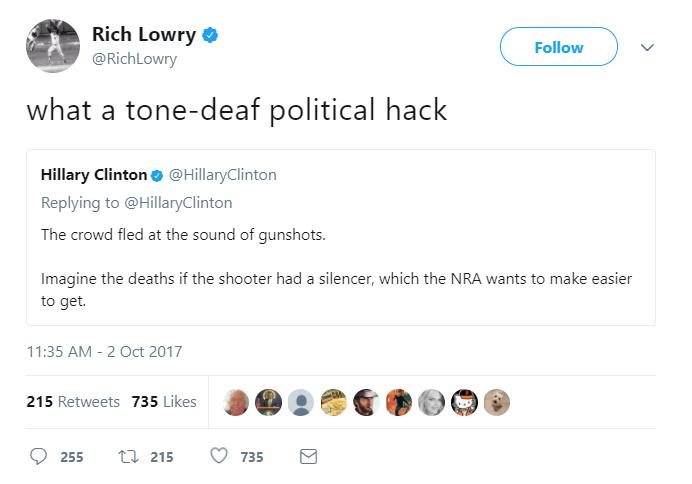 Rich Lowry
@RichLowry
Follow
what a tone-deaf political hack
Hillary Clinton @HillaryClinton
Replying to @HillaryClinton
The crowd fled at the sound of gunshots.
Imagine the deaths if the shooter had a silencer, which the NRA wants to make easier
to get.
11:35 AM - 2 Oct 2017
215 Retweets 735 Likes
255 215 735